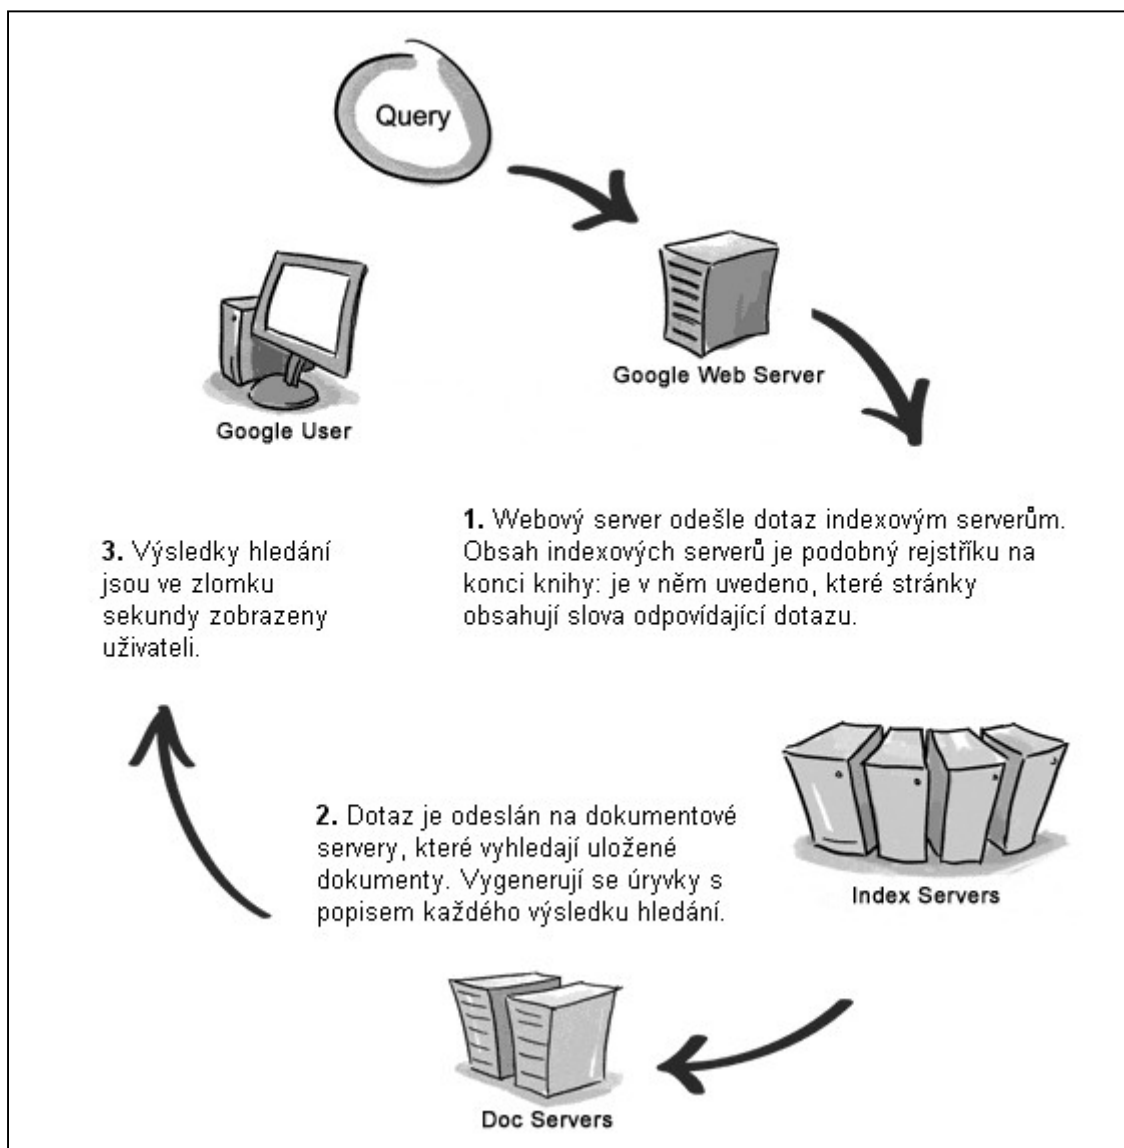 Query
Google Web Server
Google User
1. Webový server odešle dotaz indexovým serverům.
Obsah indexových serverů je podobný rejstříku na
konci knihy: je v něm uvedeno, které stránky
obsahují slova odpovídající dotazu.
3. Výsledky hledání
jsou ve zlomku
sekundy zobrazeny
uživateli.
2. Dotaz je odeslán na dokumentové
servery, které vyhledají uložené
dokumenty. Vygenerují se úryvky s
popisem každého výsledku hledání.
Index Servers
Doc Servers